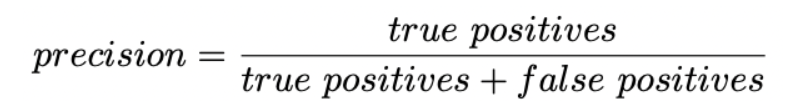 precision = true positives / true positives + false positives